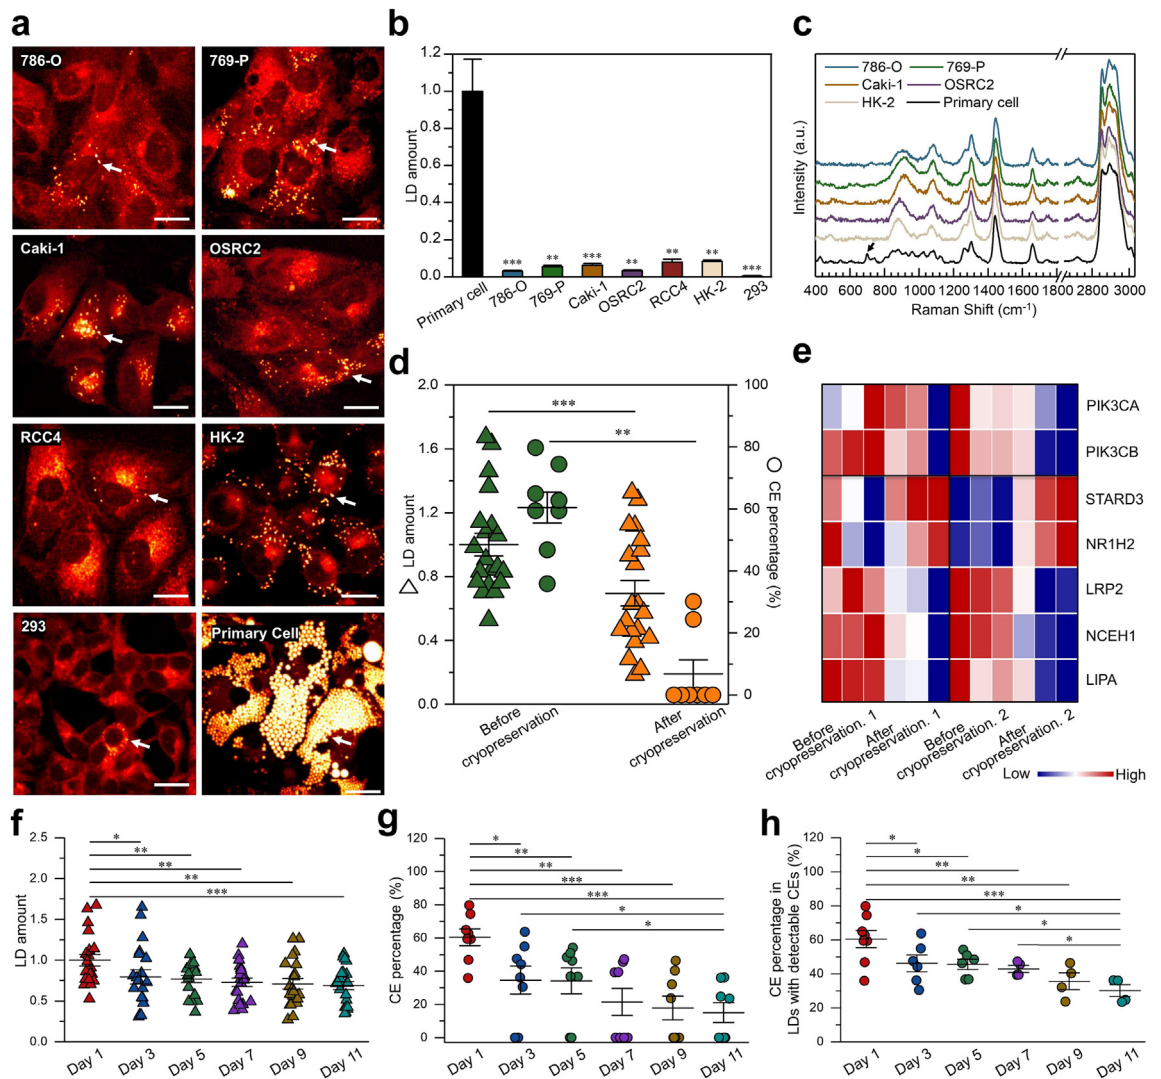 a
786-O
769-P
Caki-1
OSRC2
RCC4
HK-2
293
Primary Cell
b
LD amount
1.2
1.0
0.8
0.6
0.4
0.2
0.0
***
**
***
**
**
**
***
Primary cell
786-O
769-P
Caki-1
OSRC2
RCC4
HK-2
293
c
Intensity (a.u.)
786-O
769-P
Caki-1
OSRC2
HK-2
Primary cell
400 600 800 1000 1200 1400 1600 1800 2800 3000
Raman Shift (cm-1)
d
LD amount
2.0
1.6
1.2
0.8
0.4
0.0
***
**
100
80
60
40
20
0
CE percentage (%)
Before
cryopreservation
After
cryopreservation
e
PIK3CA
PIK3CB
STARD3
NR1H2
LRP2
NCEH1
LIPA
Before
cryopreservation. 1
After
cryopreservation. 1
Before
cryopreservation. 2
After
cryopreservation. 2
Low
High
f
LD amount
2.5
2.0
1.5
1.0
0.5
0.0
*
**
**
**
***
Day 1
Day 3
Day 5
Day 7
Day 9
Day 11
g
CE percentage (%)
120
100
80
60
40
20
0
*
**
**
***
***
*
*
Day 1
Day 3
Day 5
Day 7
Day 9
Day 11
h
CE percentage in
LDs with detectable CEs (%)
120
100
80
60
40
20
0
*
*
**
**
***
*
*
*
Day 1
Day 3
Day 5
Day 7
Day 9
Day 11